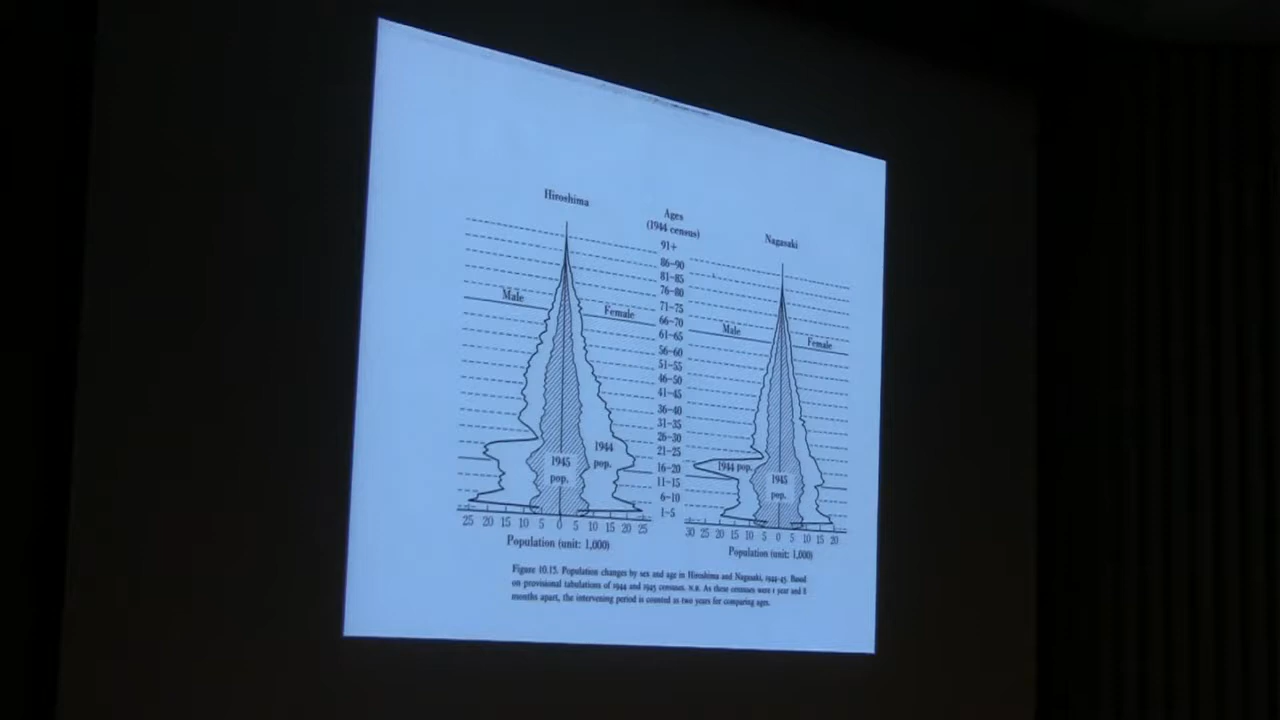 Hiroshima
Ages
(1944 census)
Nagasaki
91+
86-90
81-85
76-80
71-75
66-70
61-65
56-60
51-55
46-50
41-45
36-40
31-35
26-30
21-25
16-20
11-15
6-10
1-5
Male
Female
1944
pop.
1945
pop.
25 20 15 10 5 0 5 10 15 20 25
Population (unit: 1,000)
Male
Female
1944 pop.
1945
pop.
30 25 20 15 10 5 0 5 10 15 20
Population (unit: 1,000)
Figure 10.15. Population changes by sex and age in Hiroshima and Nagasaki, 1944-45. Based
on provisional tabulations of 1944 and 1945 censuses. N.B. As these censuses were 1 year and 8
months apart, the intervening period is counted as two years for comparing ages.